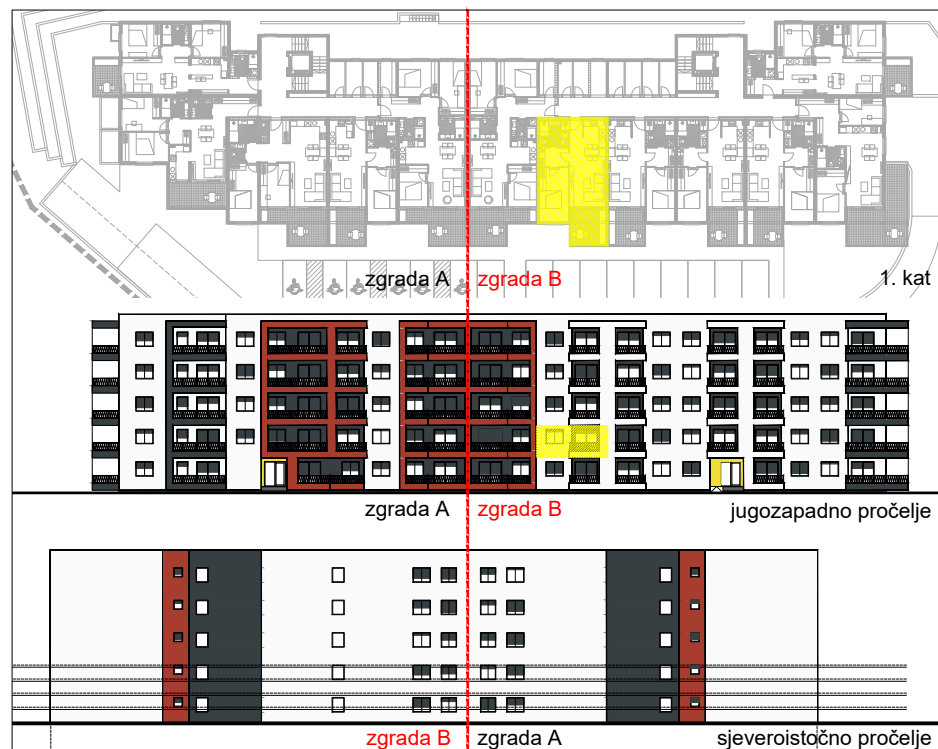 zgrada A zgrada B 1. kat
zgrada A zgrada B jugozapadno pročelje
zgrada B zgrada A sjeveroistočno pročelje